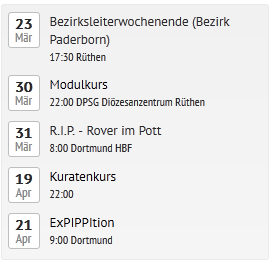 23
Mär
Bezirksleiterwochenende (Bezirk
Paderborn)
17:30 Rüthen
30
Mär
Modulkurs
22:00 DPSG Diözesanzentrum Rüthen
31
Mär
R.I.P. - Rover im Pott
8:00 Dortmund HBF
19
Apr
Kuratenkurs
22:00
21
Apr
ExPIPPItion
9:00 Dortmund